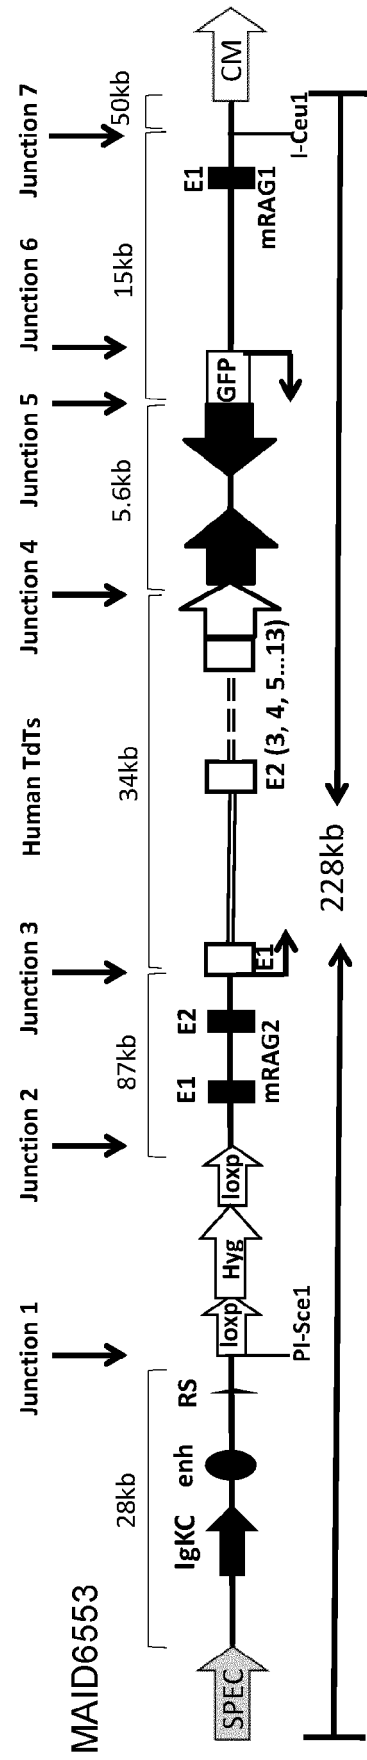 MAID6553
Junction 1
Junction 2
Junction 3
Human TdTs
Junction 4
Junction 5
Junction 6
Junction 7
28kb
87kb
34kb
5.6kb
15kb
50kb
SPEC
IgKC
enh
RS
loxp
Hyg
loxp
E1
E2
mRAG2
E1
E2 (3, 4, 5...13)
GFP
E1
mRAG1
CM
PI-Sce1
I-Ceu1
228kb